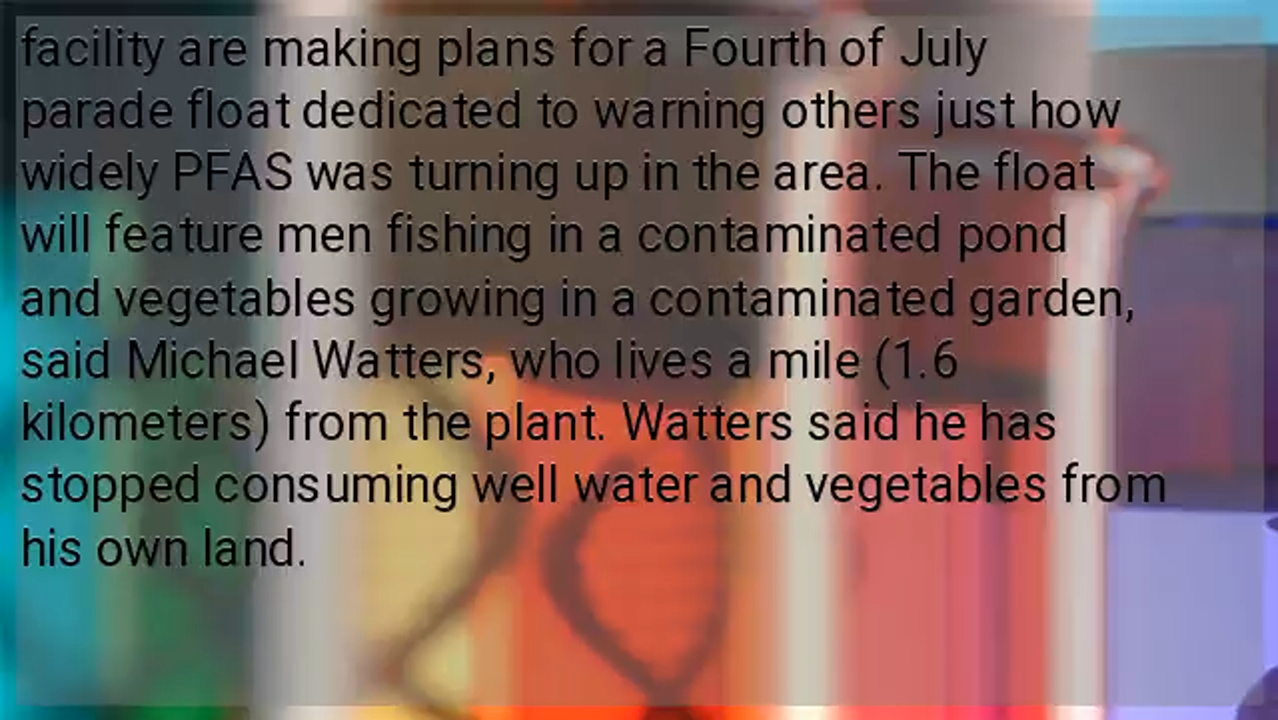 facility are making plans for a Fourth of July
parade float dedicated to warning others just how
widely PFAS was turning up in the area. The float
will feature men fishing in a contaminated pond
and vegetables growing in a contaminated garden,
said Michael Watters, who lives a mile (1.6
kilometers) from the plant. Watters said he has
stopped consuming well water and vegetables from
his own land.